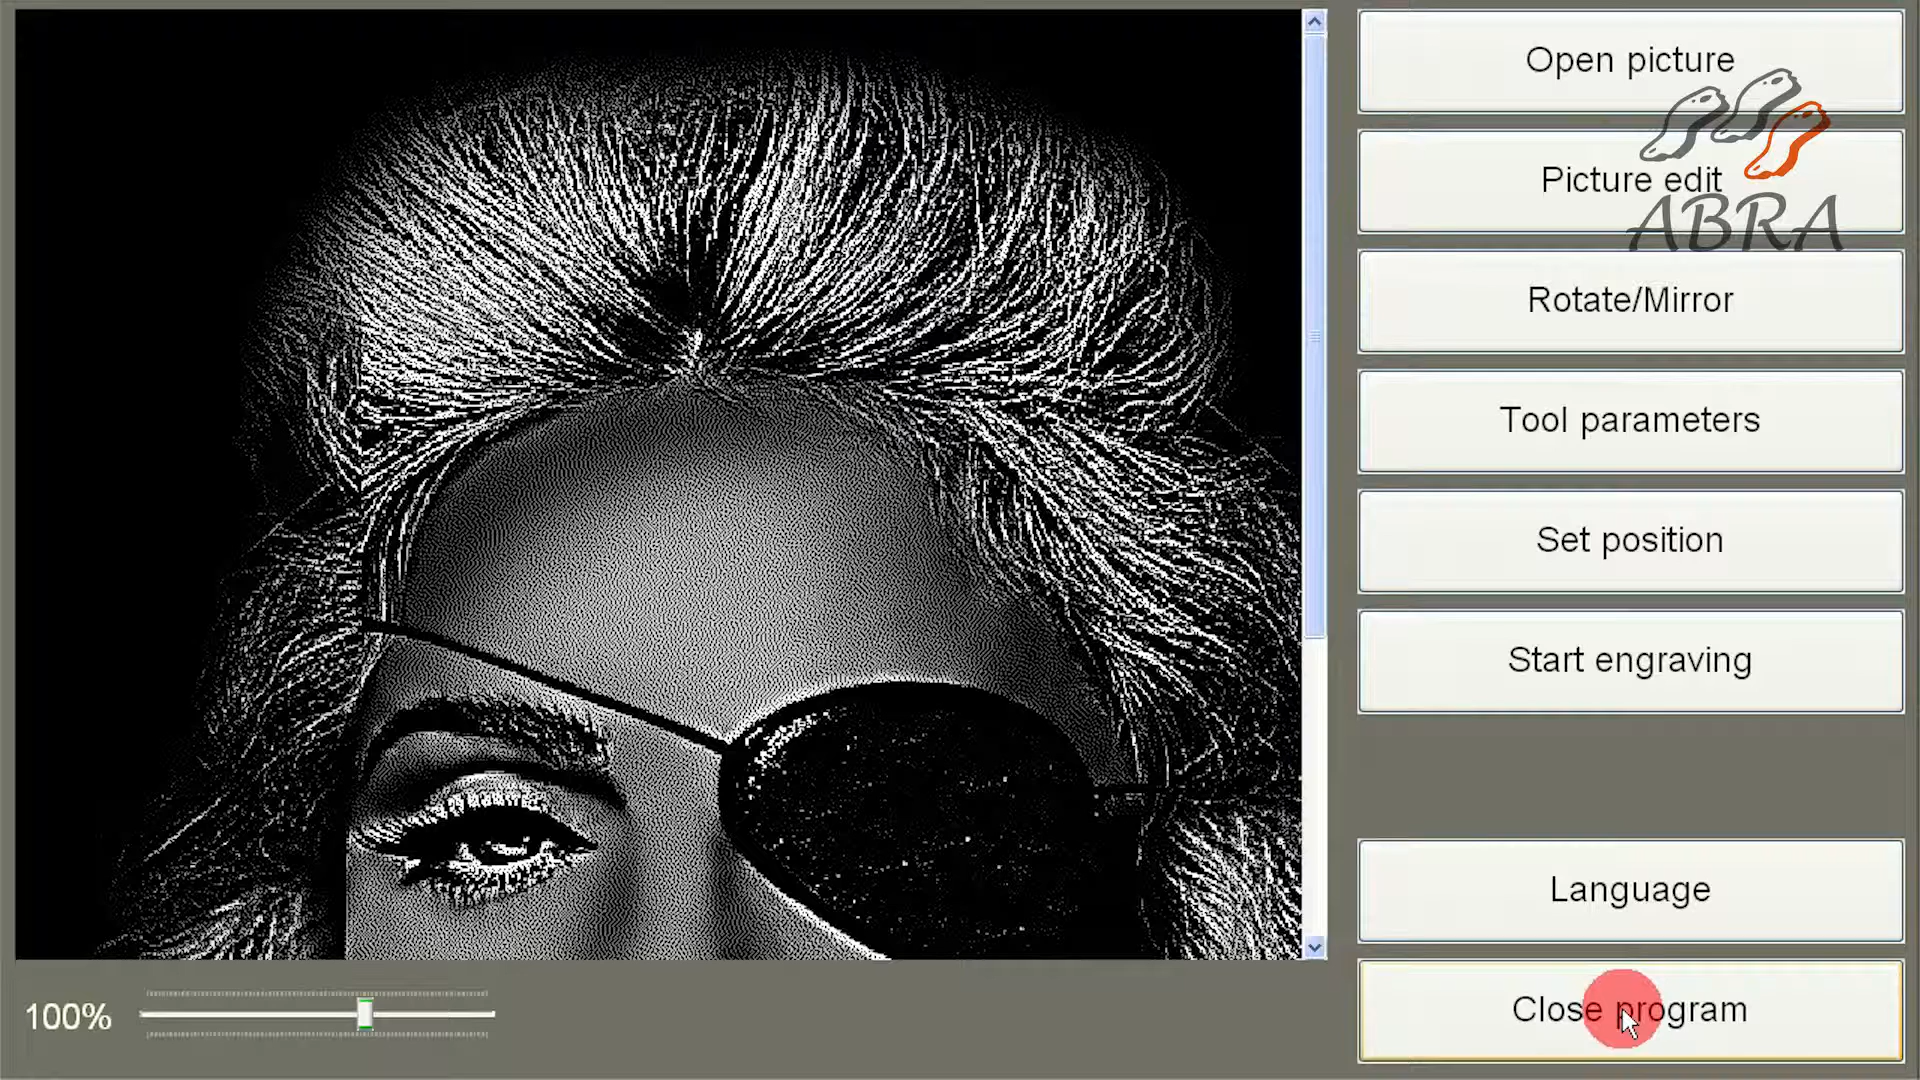 Open picture
Picture edit
ABRA
Rotate/Mirror
Tool parameters
Set position
Start engraving
Language
Close program
100%